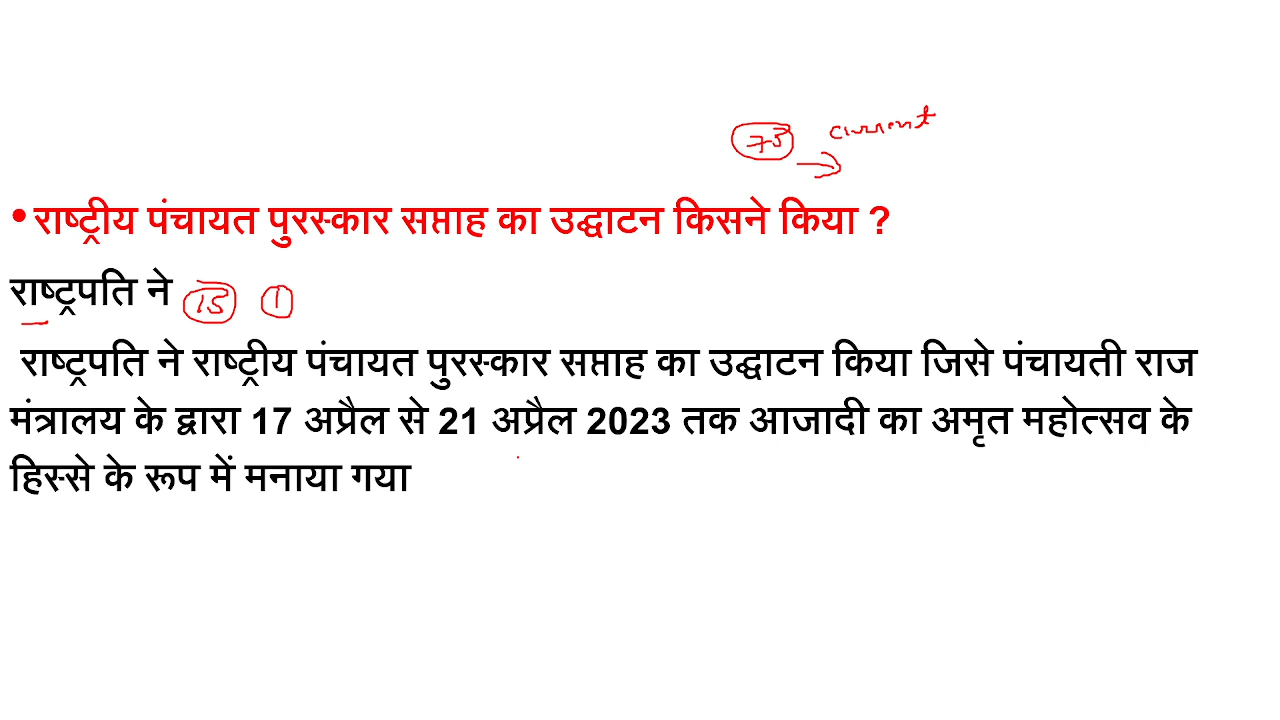 73 current
• राष्ट्रीय पंचायत पुरस्कार सप्ताह का उद्घाटन किसने किया ?
राष्ट्रपति ने 15 1
राष्ट्रपति ने राष्ट्रीय पंचायत पुरस्कार सप्ताह का उद्घाटन किया जिसे पंचायती राज
मंत्रालय के द्वारा 17 अप्रैल से 21 अप्रैल 2023 तक आजादी का अमृत महोत्सव के
हिस्से के रूप में मनाया गया